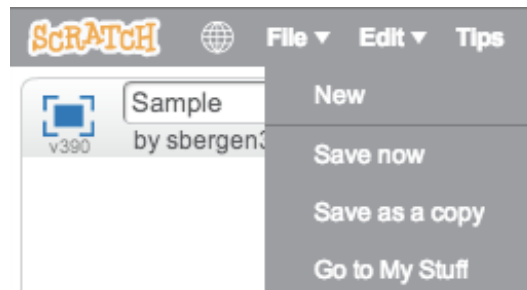 SCRATCH File Edit Tips
Sample
by sbergen3
v390
New
Save now
Save as a copy
Go to My Stuff